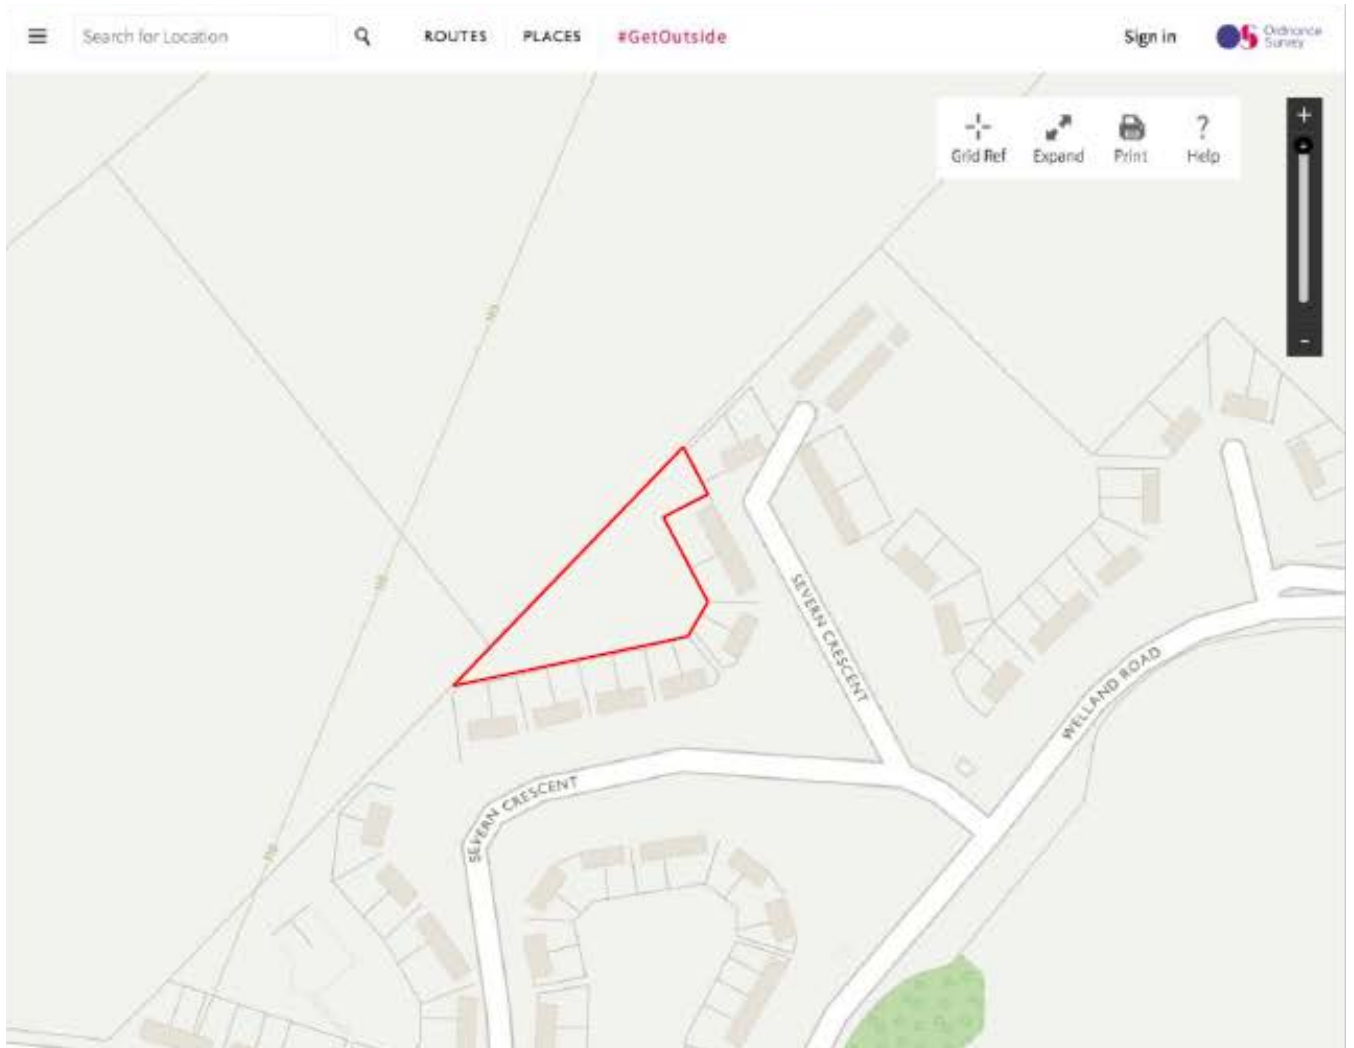 Search for Location
ROUTES PLACES #GetOutside
Sign in
Ordnance
Survey
Grid Ref Expand Print Help
SEVERN CRESCENT
WELLAND ROAD
SEVERN CRESCENT